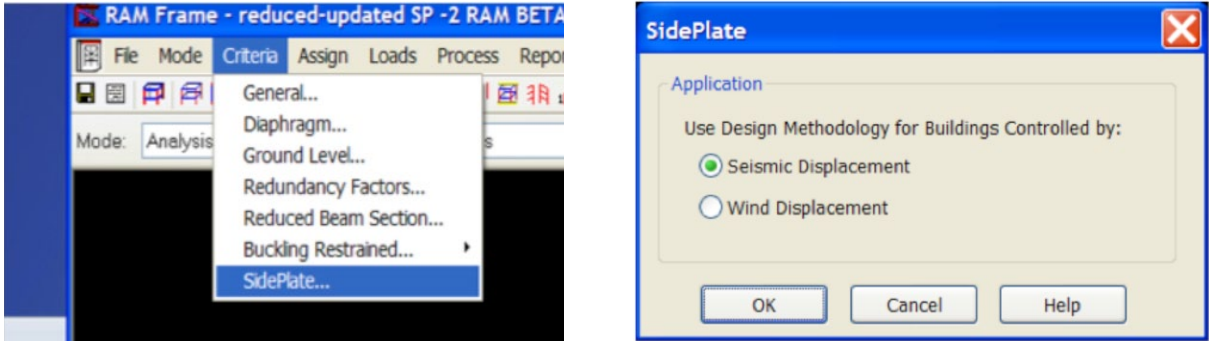 RAM Frame - reduced-updated SP -2 RAM BETA
File Mode Criteria Assign Loads Process Repor
General...
Diaphragm...
Mode: Analysis s
Ground Level...
Redundancy Factors...
Reduced Beam Section...
Buckling Restrained...
SidePlate...
SidePlate
Application
Use Design Methodology for Buildings Controlled by:
Seismic Displacement
Wind Displacement
OK Cancel Help